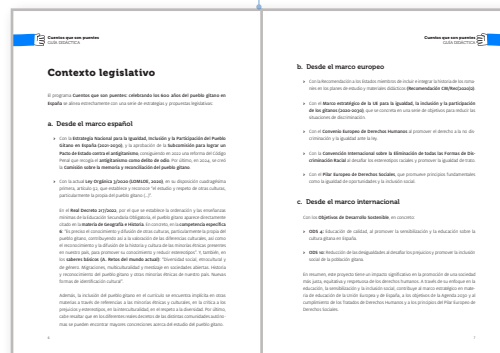 Cuentos que son puentes
GUÍA DIDÁCTICA
Contexto legislativo
El programa Cuentos que son puentes: celebrando los 600 años del pueblo gitano en
España se alinea estrechamente con una serie de estrategias y propuestas legislativas:
a. Desde el marco español
Con la Estrategia Nacional para la Igualdad, Inclusión y la Participación del Pueblo
Gitano en España (2021-2030), y la aprobación de la Subcomisión para lograr un
Pacto de Estado contra el antigitanismo, consiguiendo en 2022 una reforma del Código
Penal que recogía el antigitanismo como delito de odio. Por último, en 2024, se creó
la Comisión sobre la memoria y reconciliación del pueblo gitano.
Con la actual Ley Orgánica 3/2020 (LOMLOE, 2020), en su disposición cuadragésima
primera, artículo 92, que establece y reconoce "el estudio y respeto de otras culturas,
particularmente la propia del pueblo gitano (...)".
En el Real Decreto 217/2022, por el que se establece la ordenación y las enseñanzas
mínimas de la Educación Secundaria Obligatoria, el pueblo gitano aparece directamente
citado en la materia de Geografía e Historia. En concreto, en la competencia específica
6: "Es preciso el conocimiento y difusión de otras culturas, particularmente la propia del
pueblo gitano, contribuyendo así a la valoración de las diferencias culturales, así como
el reconocimiento y la difusión de la historia y cultura de las minorías étnicas presentes
en nuestro país, para promover su conocimiento y reducir estereotipos." Y, también, en
los saberes básicos (A. Retos del mundo actual): "Diversidad social, etnocultural y
de género. Migraciones, multiculturalidad y mestizaje en sociedades abiertas. Historia
y reconocimiento del pueblo gitano y otras minorías étnicas de nuestro país. Nuevas
formas de identificación cultural".
Además, la inclusión del pueblo gitano en el currículo se encuentra implícita en otras
materias a través de referencias a las minorías étnicas y culturales, en la crítica a los
prejuicios y estereotipos, en la interculturalidad, en el respeto a la diversidad. Por último,
cabe resaltar que en los diferentes reales decretos de las distintas comunidades autóno-
mas se pueden encontrar mayores concreciones acerca del estudio del pueblo gitano.
6
Cuentos que son puentes
GUÍA DIDÁCTICA
b. Desde el marco europeo
Con la Recomendación a los Estados miembros de incluir e integrar la historia de los roma-
níes en los planes de estudio y materiales didácticos (Recomendación CM/Rec(2020)2).
Con el Marco estratégico de la UE para la igualdad, la inclusión y la participación
de los gitanos (2020-2030), que se concreta en una serie de objetivos para reducir las
situaciones de discriminación.
Con el Convenio Europeo de Derechos Humanos al promover el derecho a la no dis-
criminación y la igualdad ante la ley.
Con la Convención Internacional sobre la Eliminación de todas las Formas de Dis-
criminación Racial al desafiar los estereotipos raciales y promover la igualdad de trato.
Con el Pilar Europeo de Derechos Sociales, que promueve principios fundamentales
como la igualdad de oportunidades y la inclusión social.
c. Desde el marco internacional
Con los Objetivos de Desarrollo Sostenible, en concreto:
ODS 4: Educación de calidad, al promover la sensibilización y la educación sobre la
cultura gitana en España.
ODS 10: Reducción de las desigualdades al desafiar los prejuicios y promover la inclusión
social de la población gitana.
En resumen, este proyecto tiene un impacto significativo en la promoción de una sociedad
más justa, equitativa y respetuosa de los derechos humanos. A través de su enfoque en la
educación, la sensibilización y la inclusión social, contribuye al marco estratégico en mate-
ria de educación de la Unión Europea y España, a los objetivos de la Agenda 2030 y al
cumplimiento de los Tratados de Derechos Humanos y a los principios del Pilar Europeo de
Derechos Sociales.
7